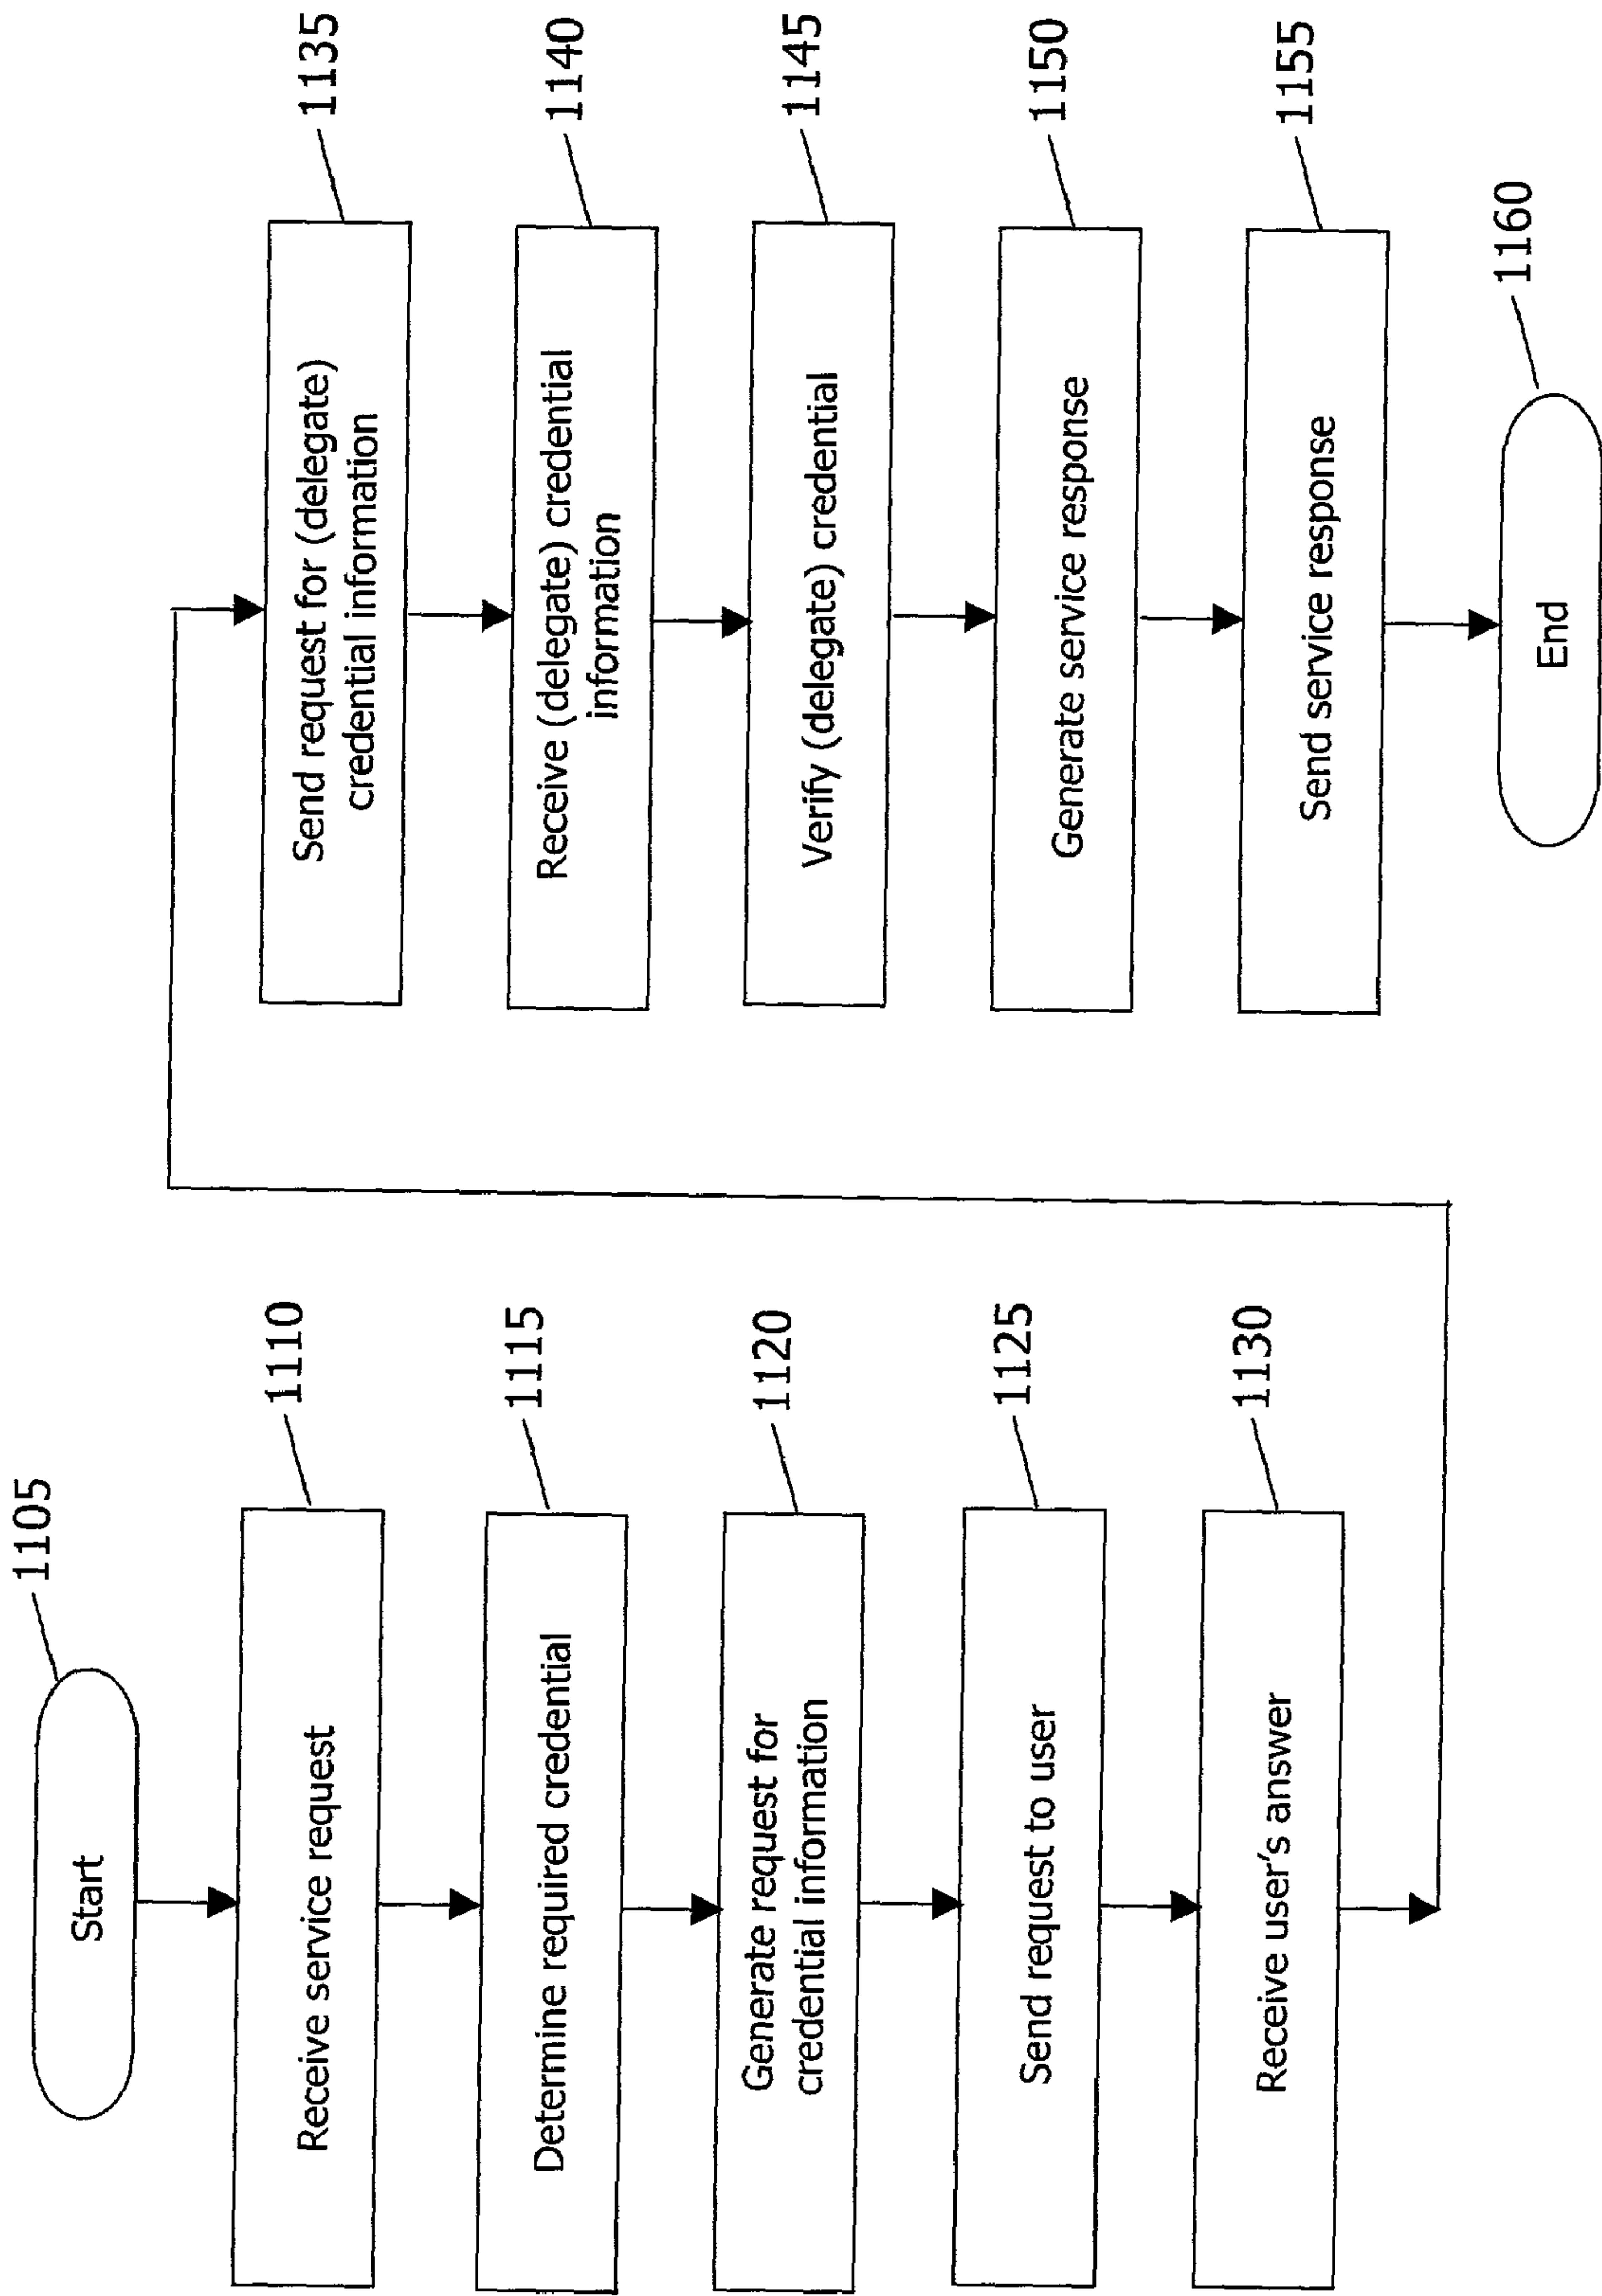 1105
Start
1110
Receive service request
1115
Determine required credential
1120
Generate request for
credential information
1125
Send request to user
1130
Receive user's answer
1135
Send request for (delegate)
credential information
1140
Receive (delegate) credential
information
1145
Verify (delegate) credential
1150
Generate service response
1155
Send service response
1160
End